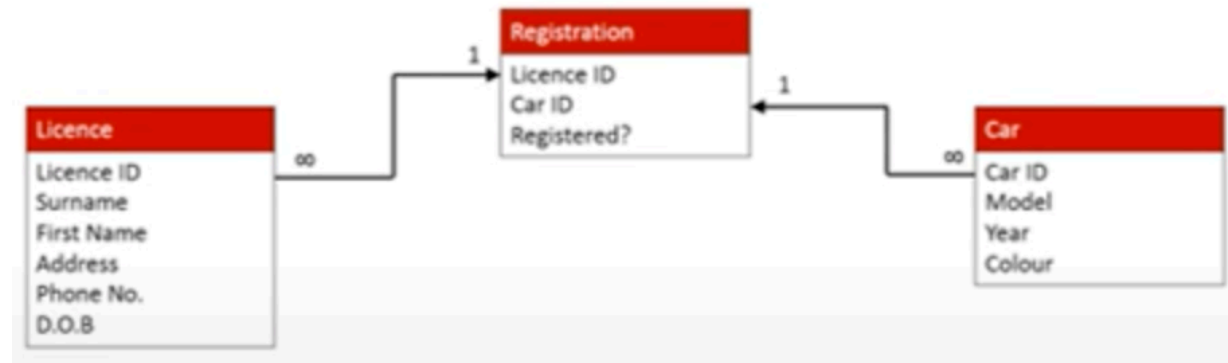 Registration
Licence ID
Car ID
Registered?
1
1
Licence
Licence ID
Surname
First Name
Address
Phone No.
D.O.B
∞
∞
Car
Car ID
Model
Year
Colour